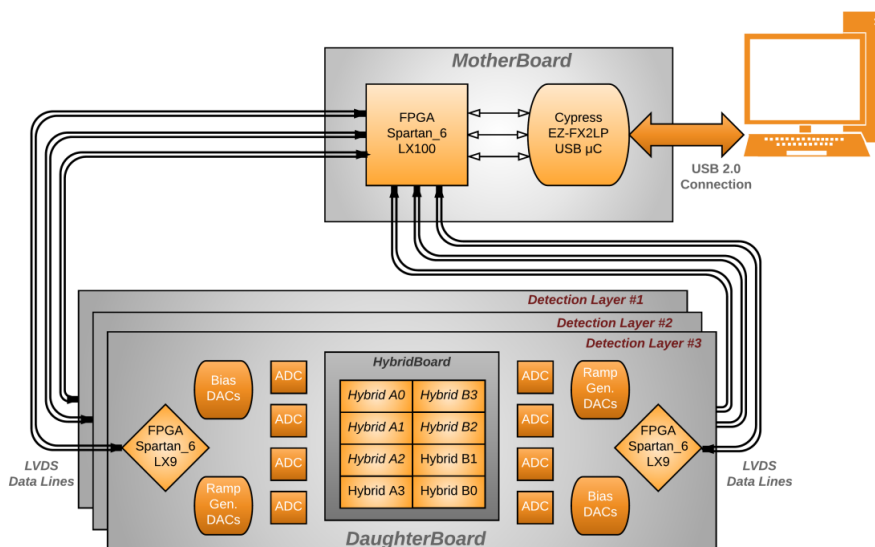 MotherBoard
FPGA
Spartan_6
LX100
Cypress
EZ-FX2LP
USB µC
USB 2.0
Connection
Detection Layer #1
Detection Layer #2
Detection Layer #3
HybridBoard
Bias
DACs
ADC
ADC
ADC
ADC
FPGA
Spartan_6
LX9
Ramp
Gen.
DACs
Hybrid A0
Hybrid B3
Hybrid A1
Hybrid B2
Hybrid A2
Hybrid B1
Hybrid A3
Hybrid B0
ADC
ADC
ADC
ADC
Ramp
Gen.
DACs
FPGA
Spartan_6
LX9
Bias
DACs
LVDS
Data Lines
LVDS
Data Lines
DaughterBoard